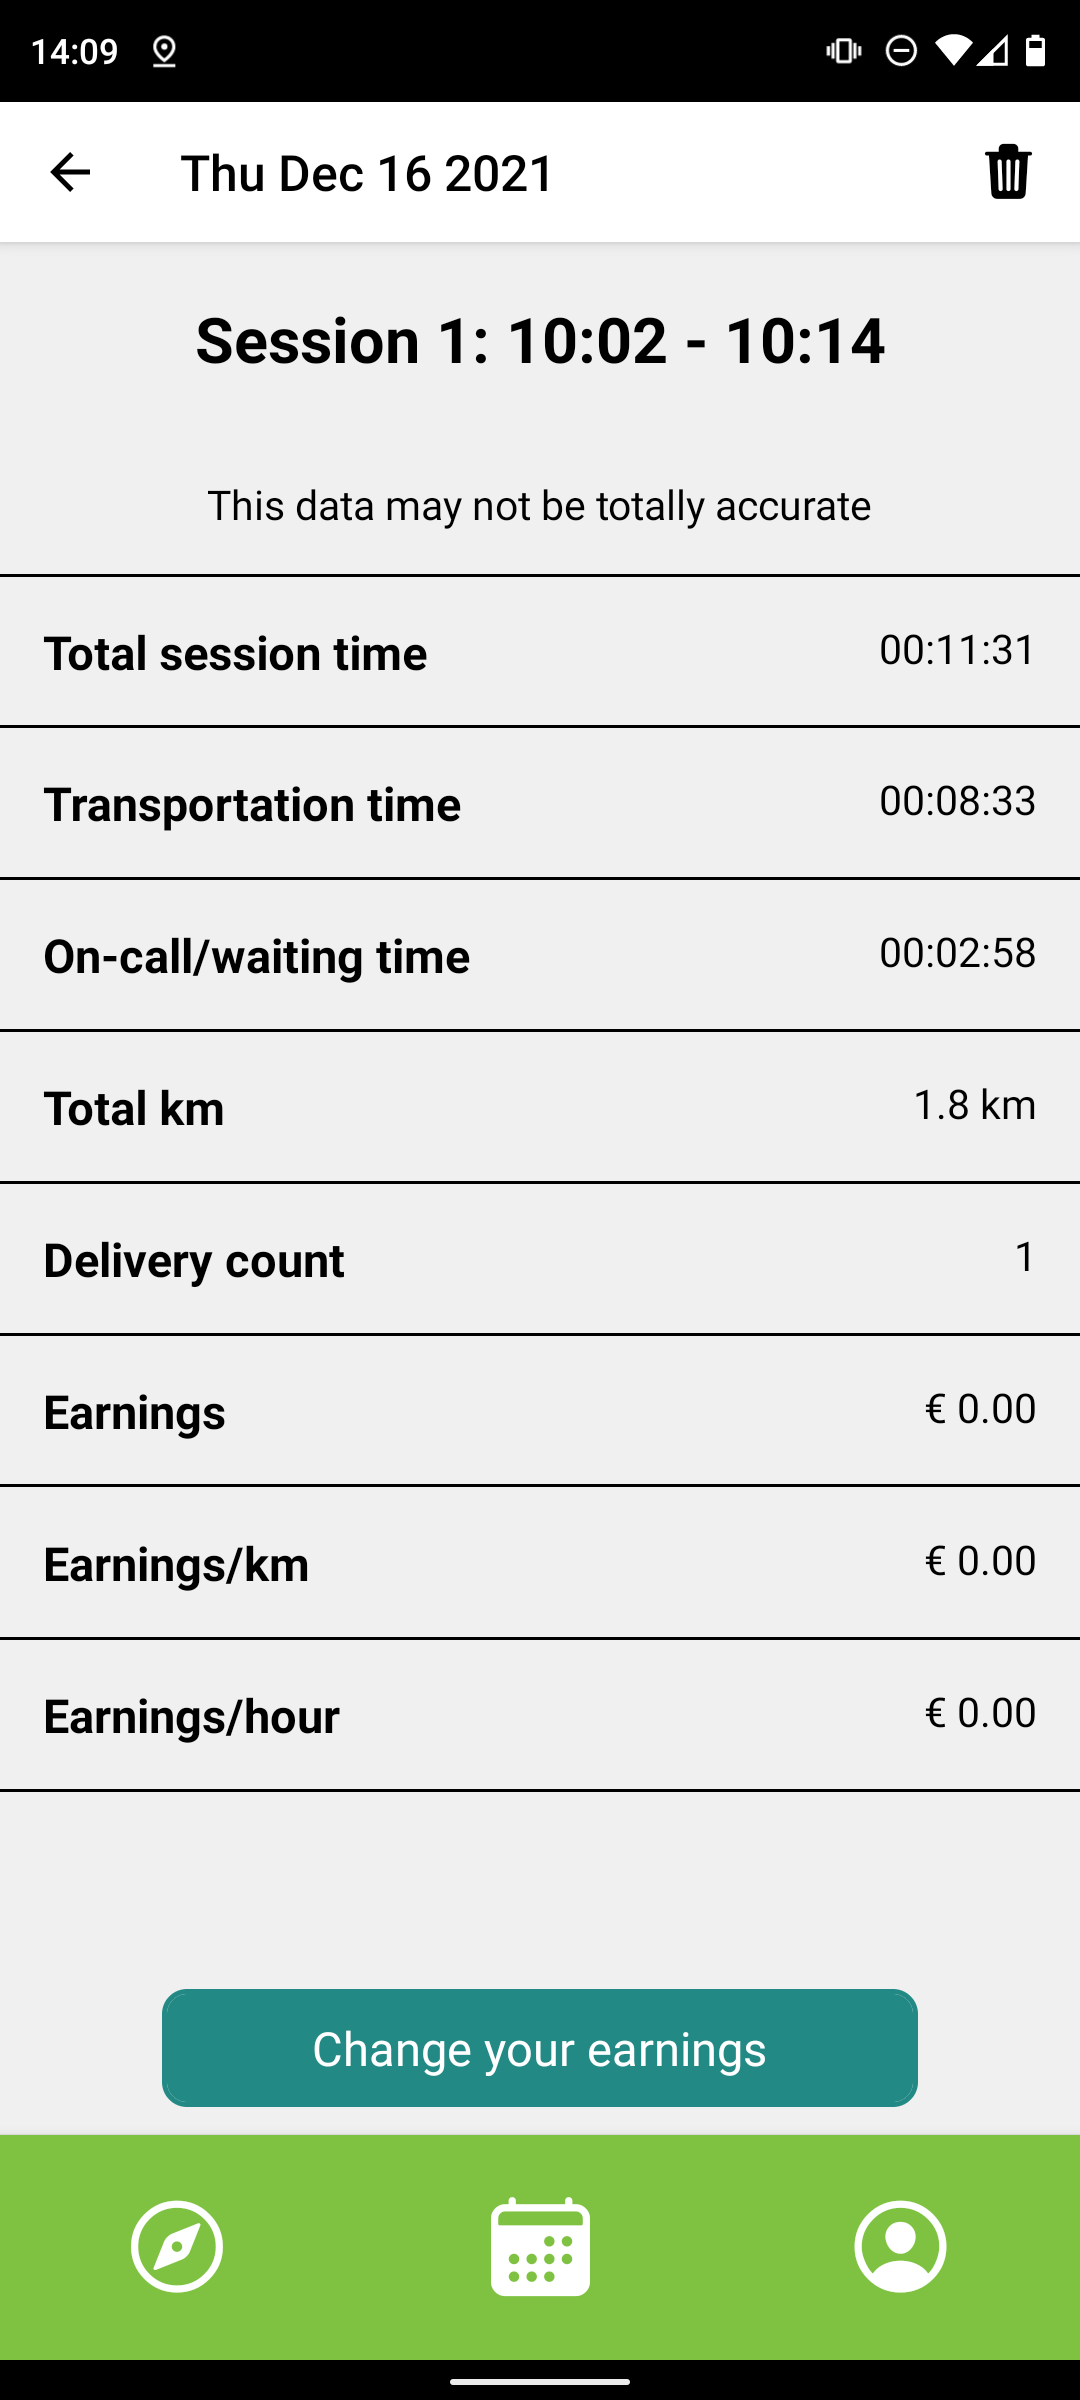 14:09
Thu Dec 16 2021
Session 1: 10:02 - 10:14
This data may not be totally accurate
Total session time 00:11:31
Transportation time 00:08:33
On-call/waiting time 00:02:58
Total km 1.8 km
Delivery count 1
Earnings € 0.00
Earnings/km € 0.00
Earnings/hour € 0.00
Change your earnings